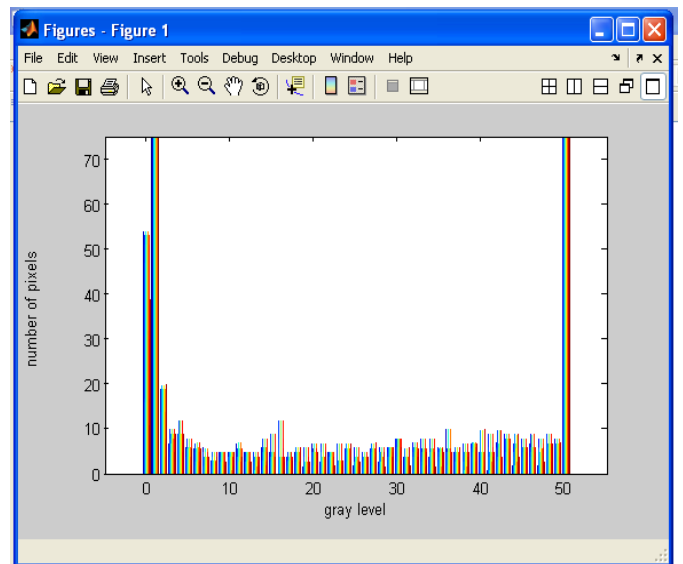 Figures - Figure 1
File Edit View Insert Tools Debug Desktop Window Help
70
60
50
40
30
20
10
0
number of pixels
0 10 20 30 40 50
gray level